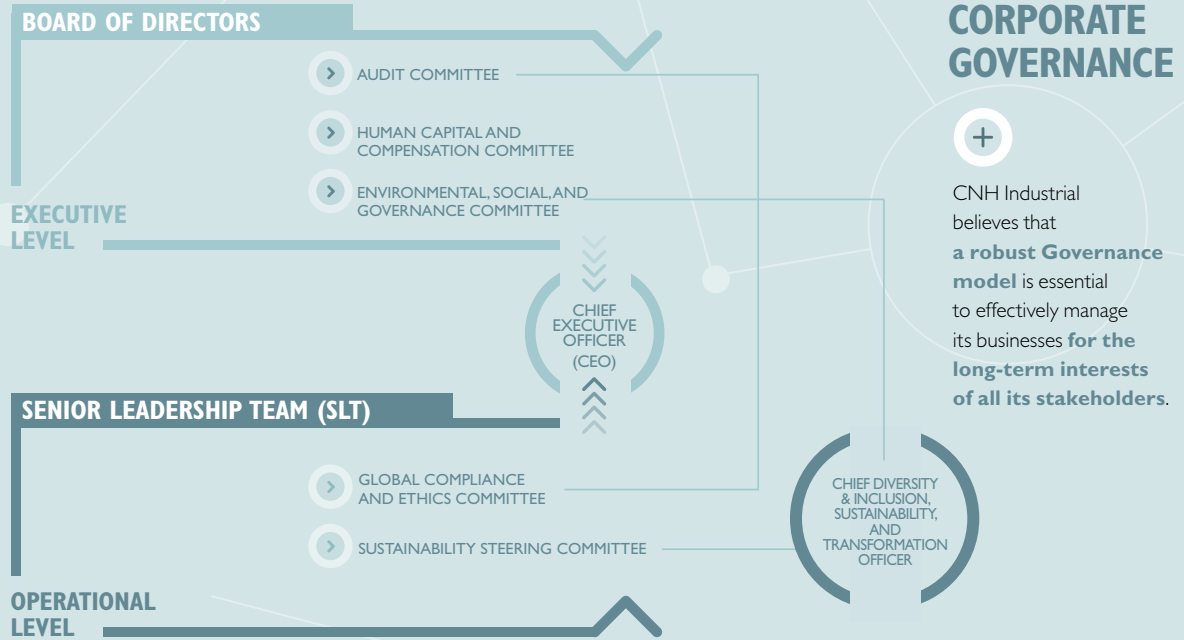 BOARD OF DIRECTORS
AUDIT COMMITTEE
HUMAN CAPITAL AND
COMPENSATION COMMITTEE
ENVIRONMENTAL, SOCIAL, AND
GOVERNANCE COMMITTEE
EXECUTIVE
LEVEL
CHIEF
EXECUTIVE
OFFICER
(CEO)
SENIOR LEADERSHIP TEAM (SLT)
GLOBAL COMPLIANCE
AND ETHICS COMMITTEE
SUSTAINABILITY STEERING COMMITTEE
CHIEF DIVERSITY
& INCLUSION,
SUSTAINABILITY,
AND
TRANSFORMATION
OFFICER
OPERATIONAL
LEVEL
CORPORATE
GOVERNANCE
CNH Industrial
believes that
a robust Governance
model is essential
to effectively manage
its businesses for the
long-term interests
of all its stakeholders.